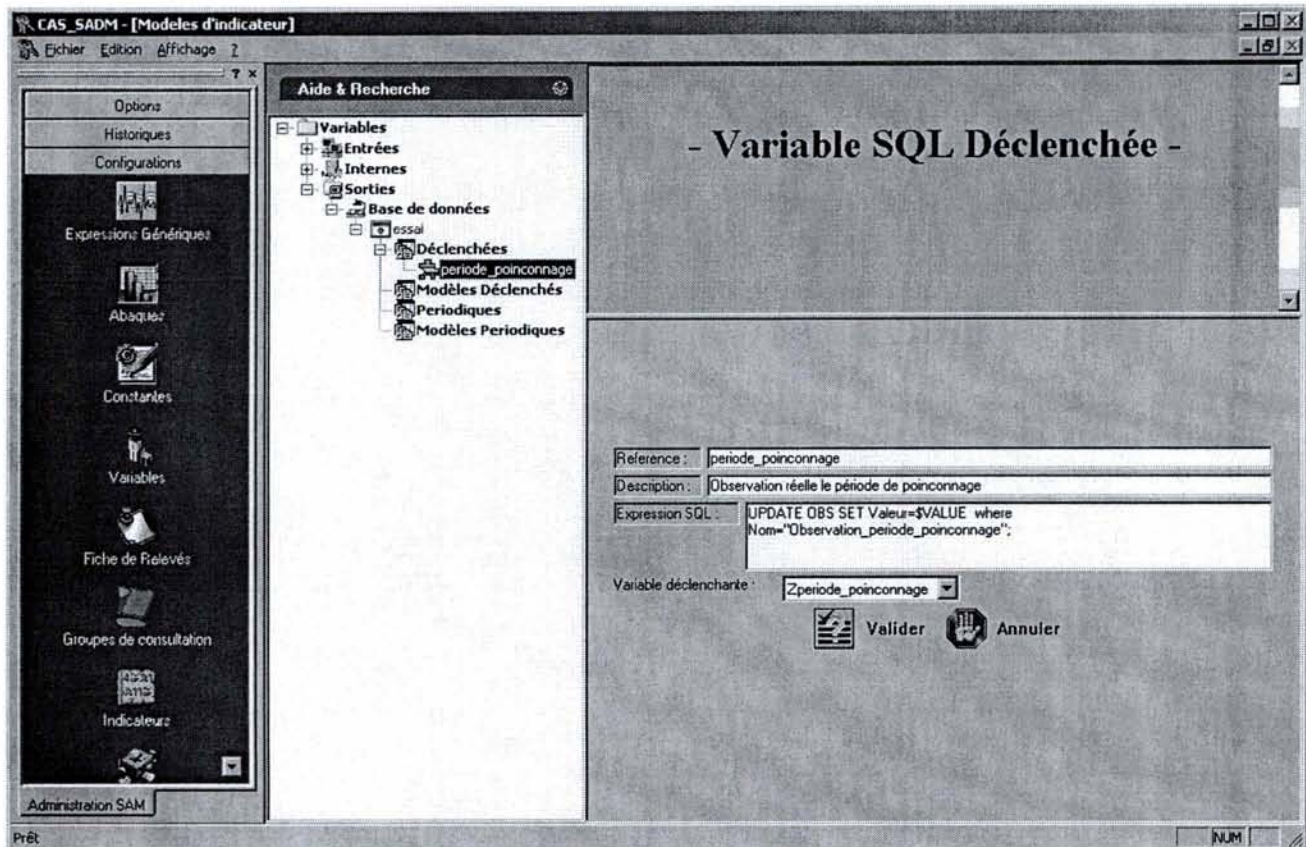 CAS_SADM - [Modeles d'indicateur]
Eichier Edition Affichage ?
? ×
Options
Historiques
Configurations
Expressions Génériques
Abaques
Constantes
Variables
Fiche de Relevés
Groupes de consultation
Indicateurs
Administration SAM
Prêt
Aide & Recherche
Variables
Entrées
Internes
Sorties
Base de données
essai
Déclenchées
periode_poinconnage
Modèles Déclenchés
Periodiques
Modèles Periodiques
- Variable SQL Déclenchée -
Reference : periode_poinconnage
Description : Observation réelle le période de poinconnage
Expression SQL : UPDATE OBS SET Valeur=$VALUE where
Nom="Observation_periode_poinconnage";
Variable déclenchante : Zperiode_poinconnage
Valider Annuler
NUM